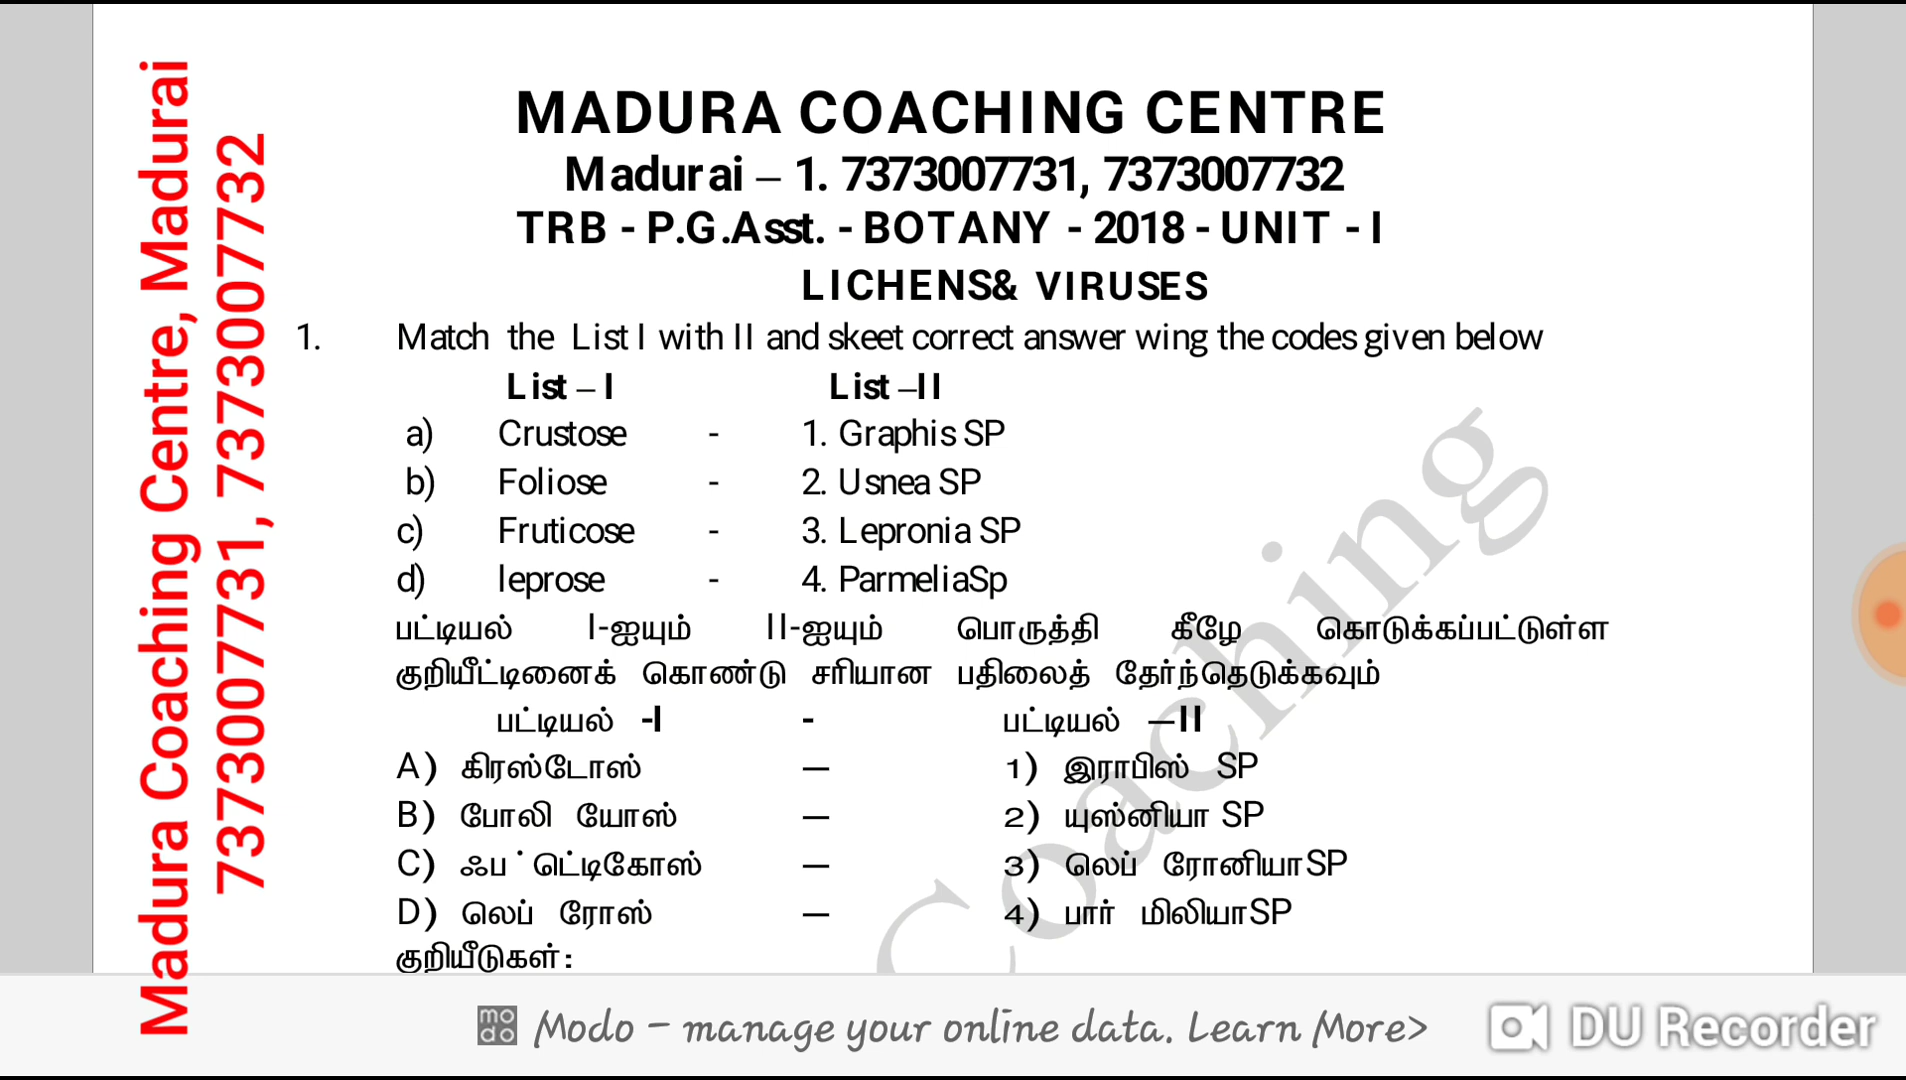 Madura Coaching Centre, Madurai
7373007731, 7373007732
MADURA COACHING CENTRE
Madurai – 1. 7373007731, 7373007732
TRB - P.G.Asst. - BOTANY - 2018 - UNIT - I
LICHENS& VIRUSES
1. Match the List I with II and skeet correct answer wing the codes given below
List – I List –II
a) Crustose - 1. Graphis SP
b) Foliose - 2. Usnea SP
c) Fruticose - 3. Lepronia SP
d) leprose - 4. ParmeliaSp
பட்டியல் I-ஐயும் II-ஐயும் பொருத்தி கீழே கொடுக்கப்பட்டுள்ள
குறியீட்டினைக் கொண்டு சரியான பதிலைத் தேர்ந்தெடுக்கவும்
பட்டியல் -I - பட்டியல் –II
A) கிரஸ்டோஸ் – 1) இராபிஸ் SP
B) போலி யோஸ் – 2) யுஸ்னியா SP
C) ஃப ் ெட்டிகோஸ் – 3) லெப் ரோனியாSP
D) லெப் ரோஸ் – 4) பார் மிலியாSP
குறியீடுகள்:
Coaching
modo Modo – manage your online data. Learn More>
DU Recorder